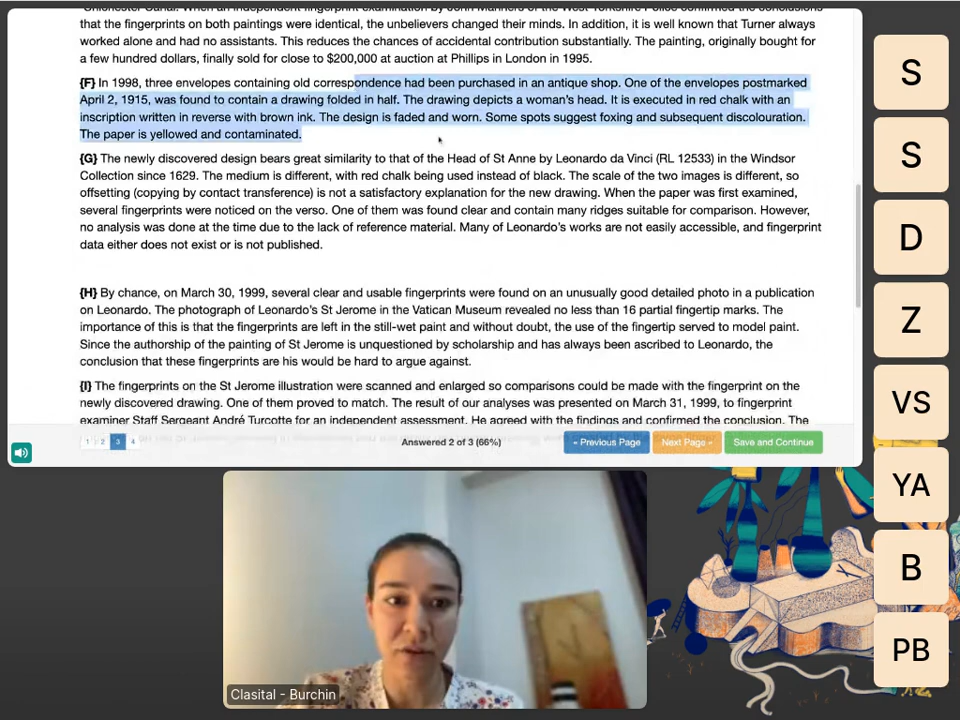 Chichester Canal. When an independent fingerprint examination by John Manners of the West Yorkshire Police confirmed the conclusions
that the fingerprints on both paintings were identical, the unbelievers changed their minds. In addition, it is well known that Turner always
worked alone and had no assistants. This reduces the chances of accidental contribution substantially. The painting, originally bought for
a few hundred dollars, finally sold for close to $200,000 at auction at Phillips in London in 1995.
{F} In 1998, three envelopes containing old correspondence had been purchased in an antique shop. One of the envelopes postmarked
April 2, 1915, was found to contain a drawing folded in half. The drawing depicts a woman's head. It is executed in red chalk with an
inscription written in reverse with brown ink. The design is faded and worn. Some spots suggest foxing and subsequent discolouration.
The paper is yellowed and contaminated.
{G} The newly discovered design bears great similarity to that of the Head of St Anne by Leonardo da Vinci (RL 12533) in the Windsor
Collection since 1629. The medium is different, with red chalk being used instead of black. The scale of the two images is different, so
offsetting (copying by contact transference) is not a satisfactory explanation for the new drawing. When the paper was first examined,
several fingerprints were noticed on the verso. One of them was found clear and contain many ridges suitable for comparison. However,
no analysis was done at the time due to the lack of reference material. Many of Leonardo's works are not easily accessible, and fingerprint
data either does not exist or is not published.
{H} By chance, on March 30, 1999, several clear and usable fingerprints were found on an unusually good detailed photo in a publication
on Leonardo. The photograph of Leonardo's St Jerome in the Vatican Museum revealed no less than 16 partial fingertip marks. The
importance of this is that the fingerprints are left in the still-wet paint and without doubt, the use of the fingertip served to model paint.
Since the authorship of the painting of St Jerome is unquestioned by scholarship and has always been ascribed to Leonardo, the
conclusion that these fingerprints are his would be hard to argue against.
{I} The fingerprints on the St Jerome illustration were scanned and enlarged so comparisons could be made with the fingerprint on the
newly discovered drawing. One of them proved to match. The result of our analyses was presented on March 31, 1999, to fingerprint
examiner Staff Sergeant André Turcotte for an independent assessment. He agreed with the findings and confirmed the conclusion. The
1 2 3 4 Answered 2 of 3 (66%) « Previous Page Next Page » Save and Continue
Clasital - Burchin
S
S
D
Z
VS
YA
B
PB